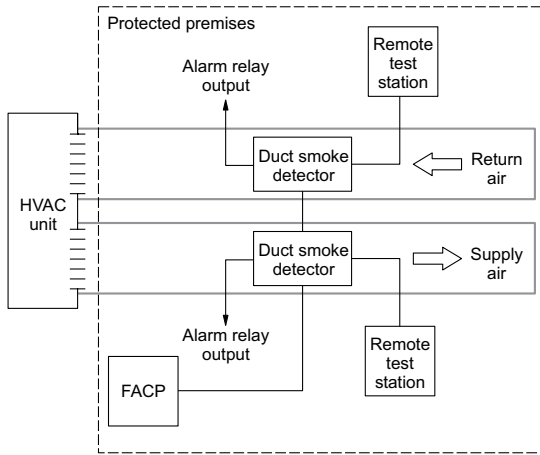 Protected premises
Remote
test
station
Alarm relay
output
Duct smoke
detector
Return
air
HVAC
unit
Duct smoke
detector
Supply
air
Alarm relay
output
Remote
test
station
FACP